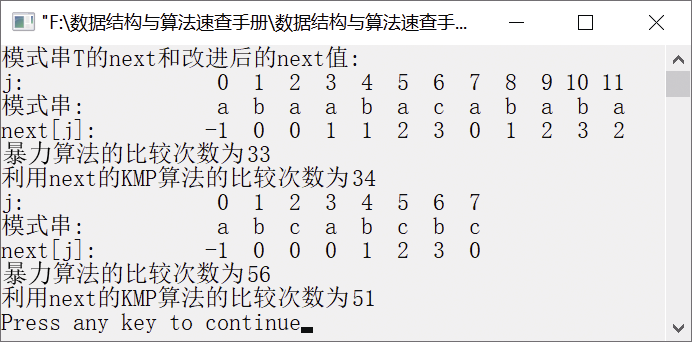 "F:\数据结构与算法速查手册\数据结构与算法速查手...
模式串T的next和改进后的next值:
j: 0 1 2 3 4 5 6 7 8 9 10 11
模式串: a b a a b a c a b a b a
next[j]: -1 0 0 1 1 2 3 0 1 2 3 2
暴力算法的比较次数为33
利用next的KMP算法的比较次数为34
j: 0 1 2 3 4 5 6 7
模式串: a b c a b c b c
next[j]: -1 0 0 0 1 2 3 0
暴力算法的比较次数为56
利用next的KMP算法的比较次数为51
Press any key to continue